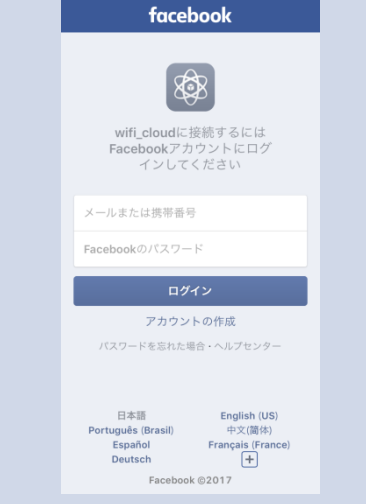 facebook
wifi_cloudに接続するには
Facebookアカウントにログ
インしてください
メールまたは携帯番号
Facebookのパスワード
ログイン
アカウントの作成
パスワードを忘れた場合・ヘルプセンター
日本語 English (US)
Português (Brasil) 中文(简体)
Español Français (France)
Deutsch
Facebook ©2017